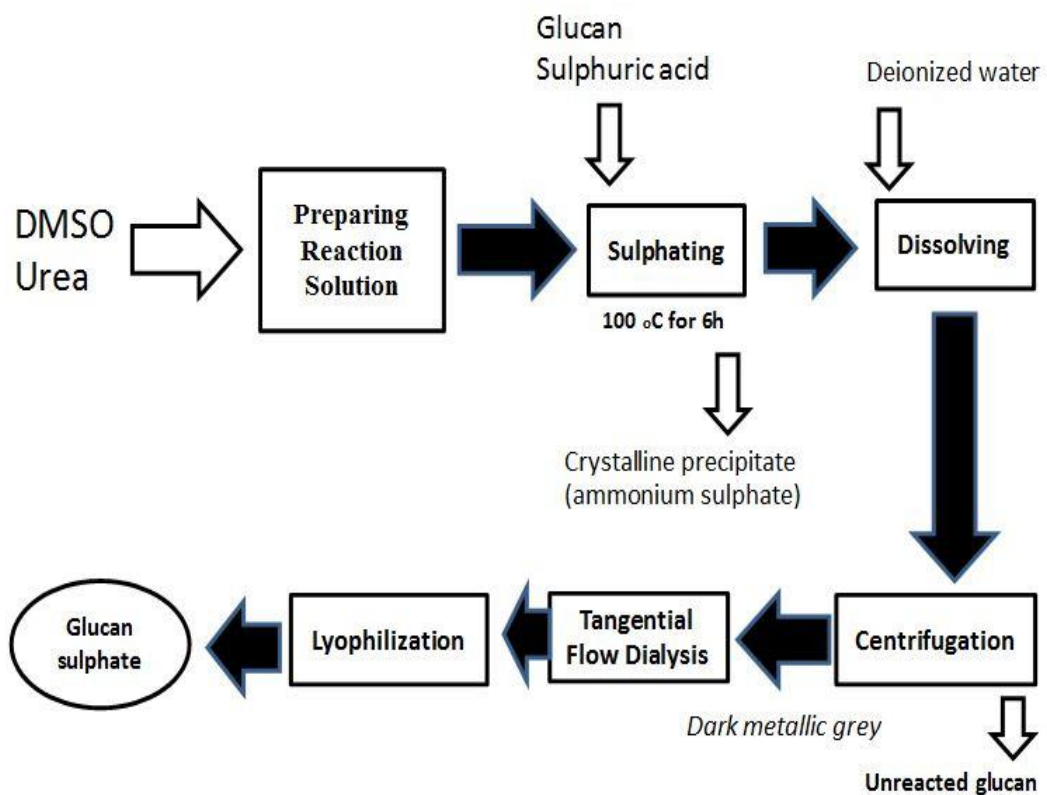 Glucan
Sulphuric acid
Deionized water
DMSO
Urea
Preparing
Reaction
Solution
Sulphating
Dissolving
100 oC for 6h
Crystalline precipitate
(ammonium sulphate)
Glucan
sulphate
Lyophilization
Tangential
Flow Dialysis
Centrifugation
Dark metallic grey
Unreacted glucan